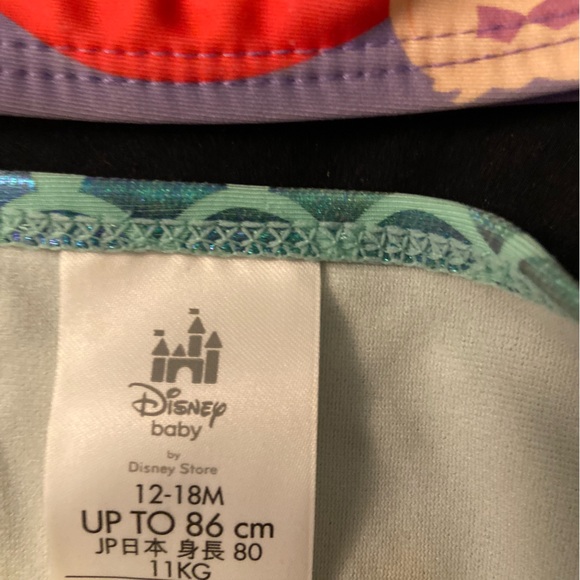 Disney
baby
by
Disney Store
12-18M
UP TO 86 cm
JP日本 身長 80
11KG